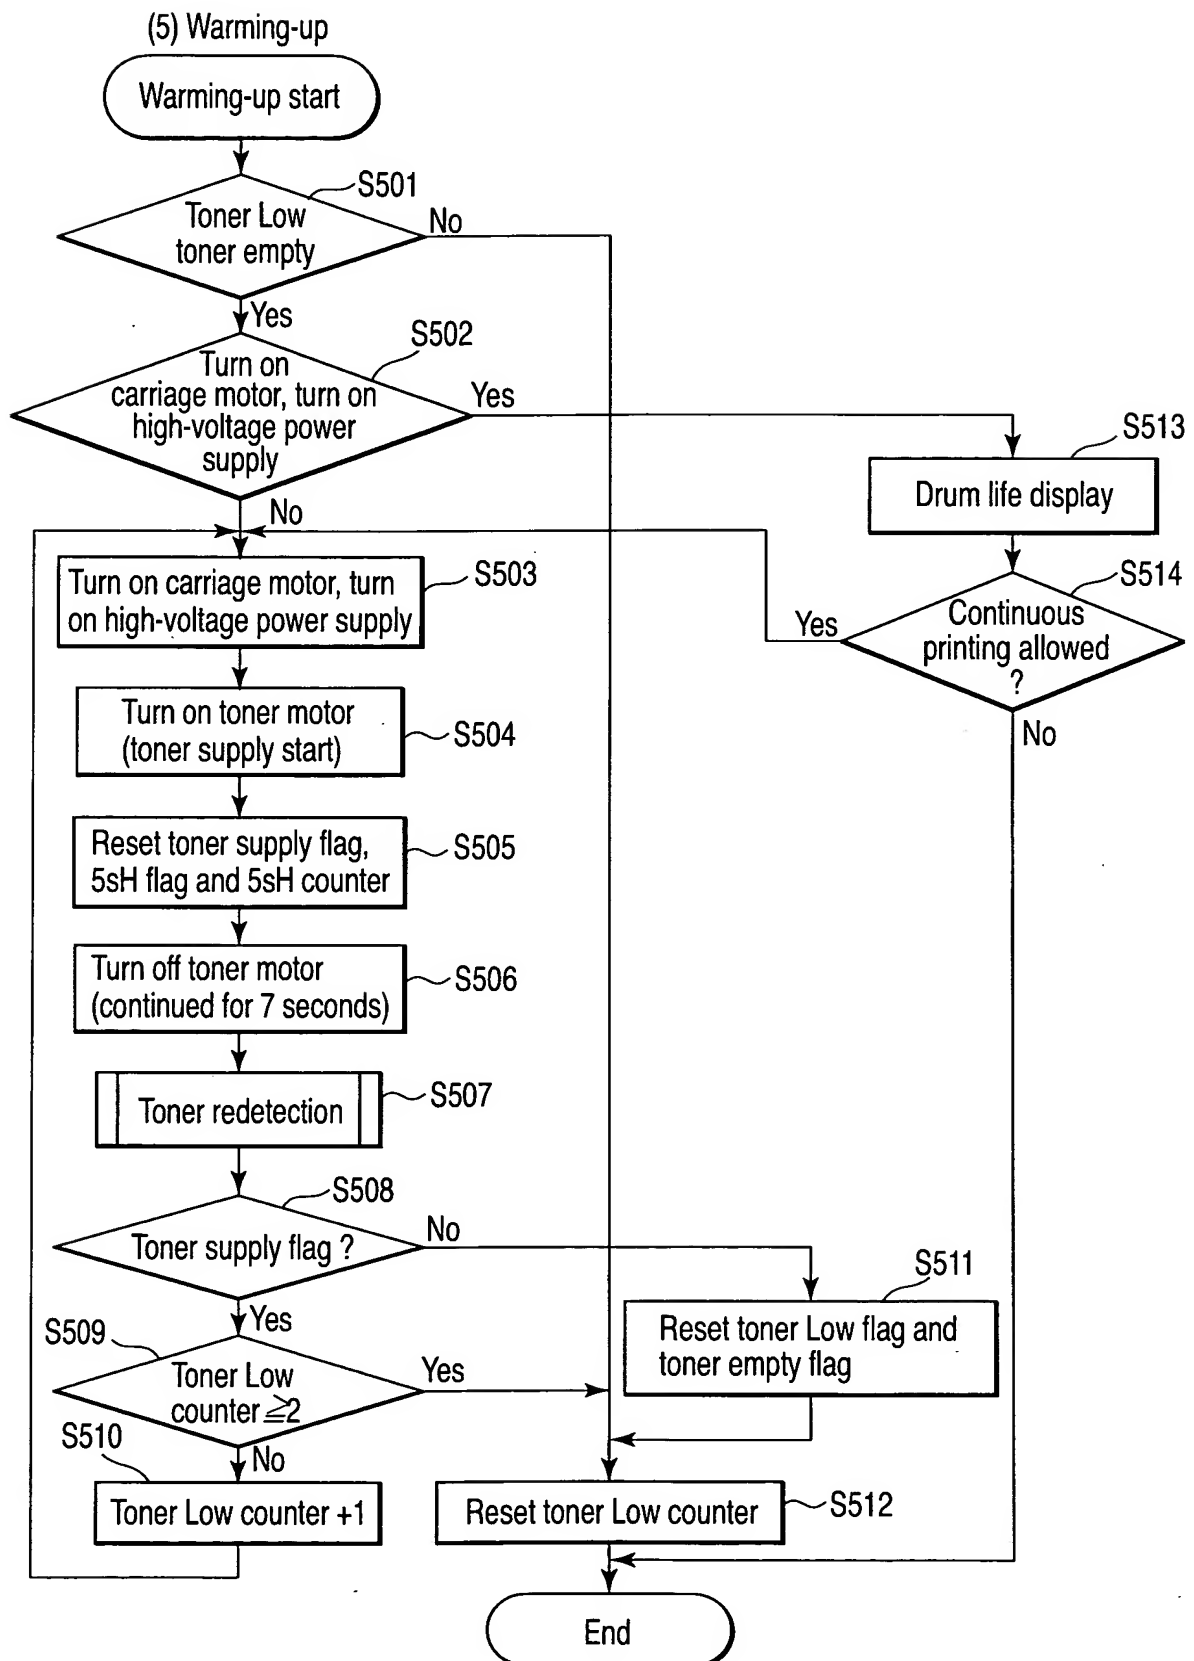 (5) Warming-up
Warming-up start
S501
Toner Low
toner empty
No
Yes
S502
Turn on
carriage motor, turn on
high-voltage power
supply
Yes
No
S513
Drum life display
S503
Turn on carriage motor, turn
on high-voltage power supply
S514
Continuous
printing allowed
?
Yes
No
S504
Turn on toner motor
(toner supply start)
S505
Reset toner supply flag,
5sH flag and 5sH counter
S506
Turn off toner motor
(continued for 7 seconds)
S507
Toner redetection
S508
Toner supply flag ?
No
Yes
S511
Reset toner Low flag and
toner empty flag
S509
Toner Low
counter ≧2
Yes
No
S510
Toner Low counter +1
S512
Reset toner Low counter
End